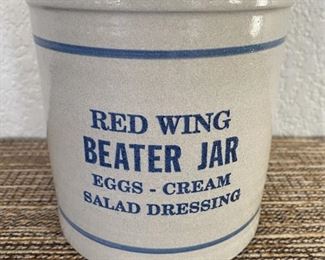 RED WING
BEATER JAR
EGGS - CREAM
SALAD DRESSING